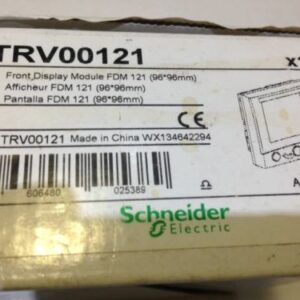 TRV00121
Front Display Module FDM 121 (96*96mm)
Afficheur FDM 121 (96*96mm)
Pantalla FDM 121 (96*96mm)
TRV00121 Made in China WX134642294
606480 025389
Schneider
Electric